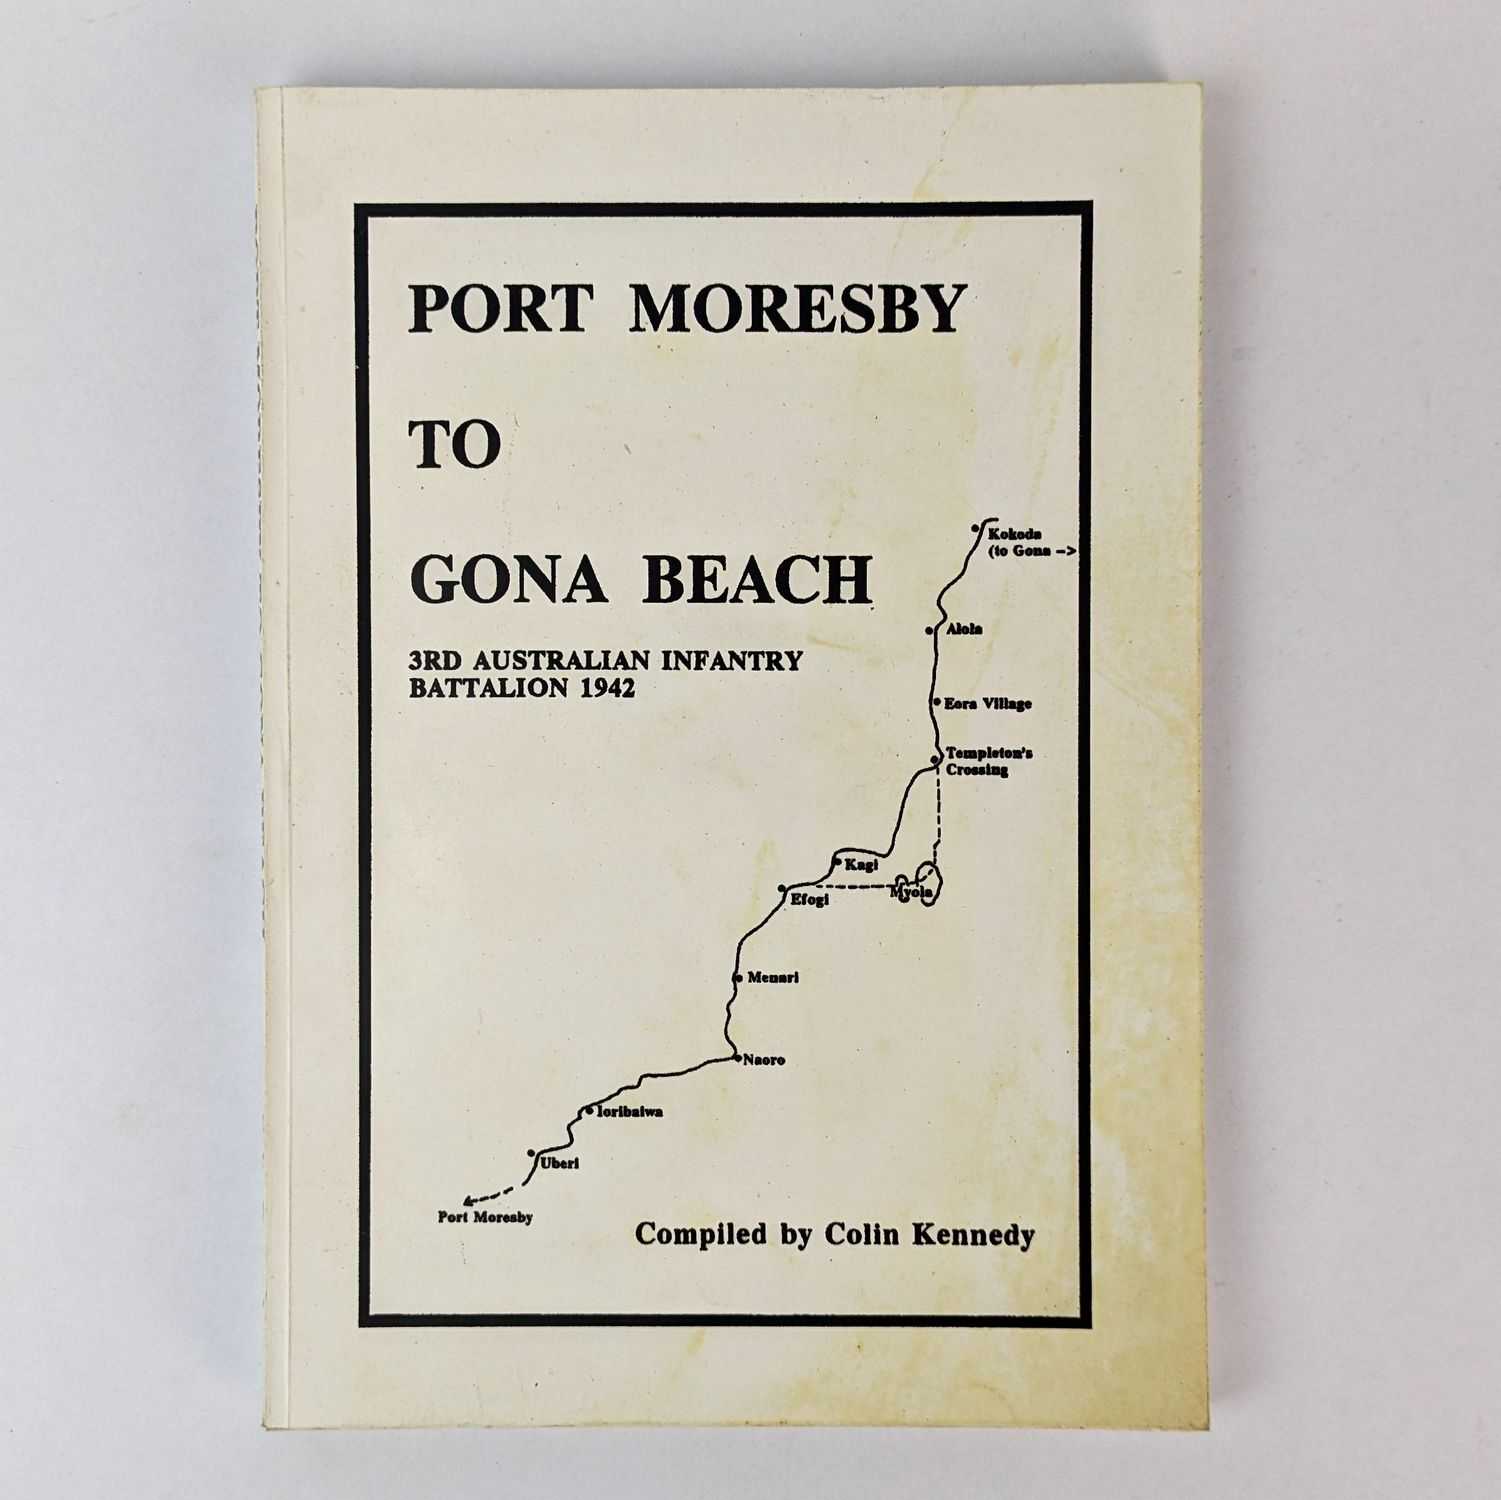 PORT MORESBY
TO
GONA BEACH
3RD AUSTRALIAN INFANTRY
BATTALION 1942
Kokoda
(to Gona ->
Alola
Eora Village
Templeton's
Crossing
Kagi
Efogi
Myola
Menari
Naoro
Ioribaiwa
Uberi
Port Moresby
Compiled by Colin Kennedy